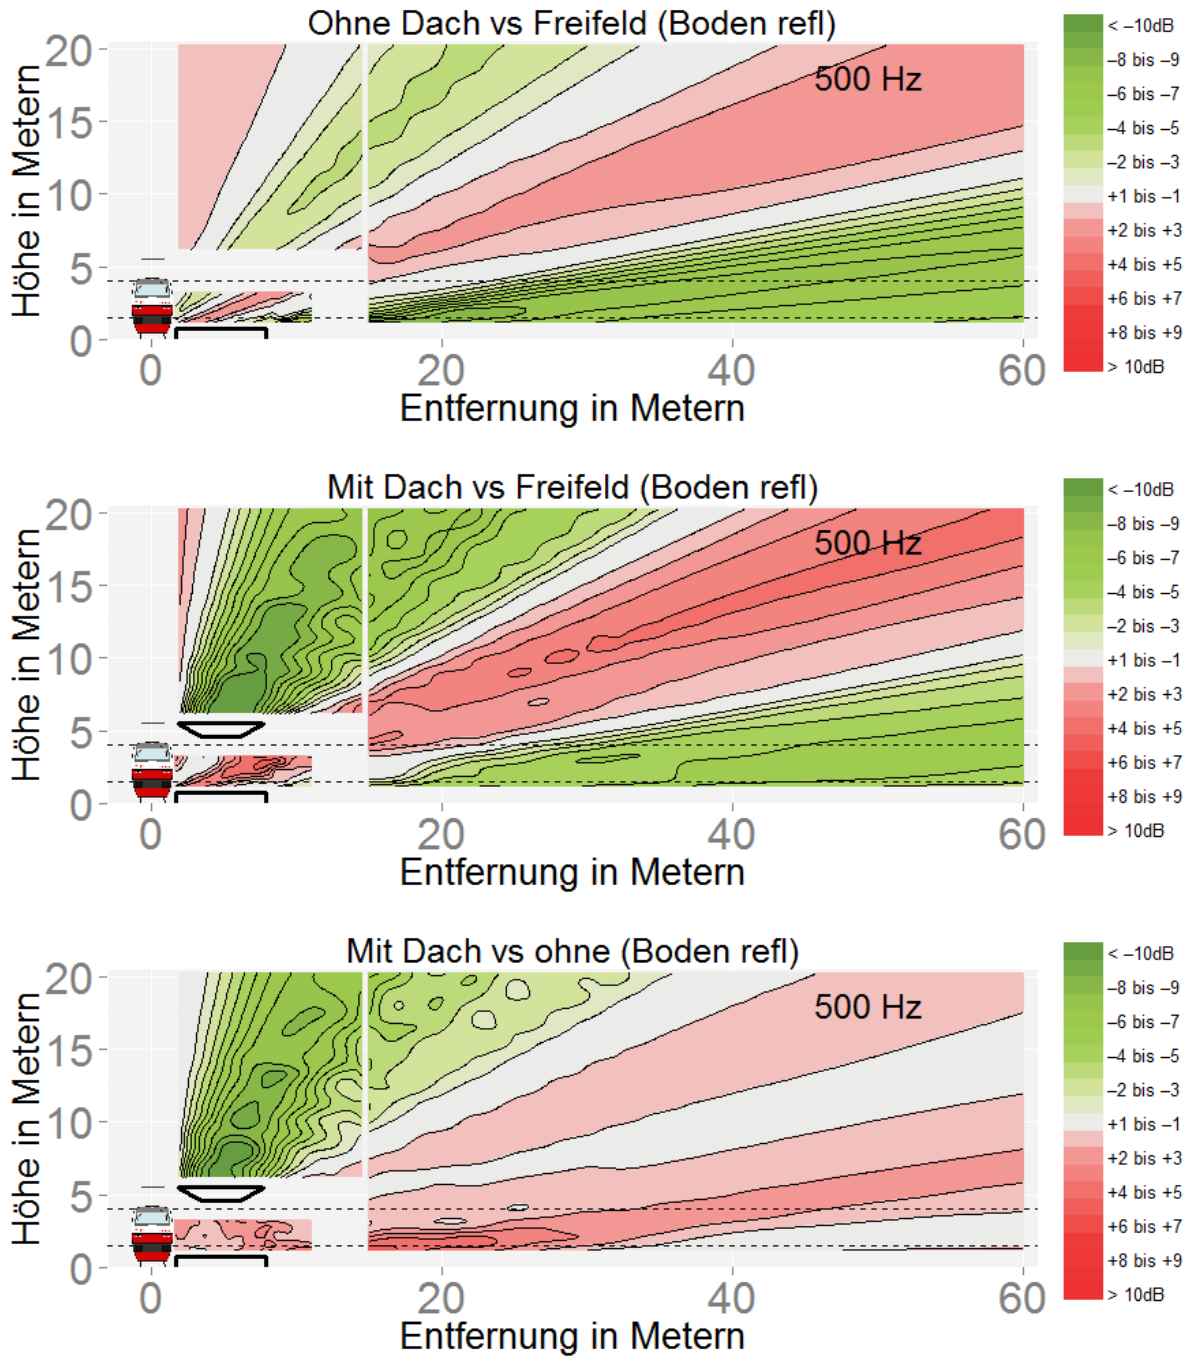 Ohne Dach vs Freifeld (Boden refl)
500 Hz
Höhe in Metern
20
15
10
5
0
0 20 40 60
Entfernung in Metern
< –10dB
–8 bis –9
–6 bis –7
–4 bis –5
–2 bis –3
+1 bis –1
+2 bis +3
+4 bis +5
+6 bis +7
+8 bis +9
> 10dB
Mit Dach vs Freifeld (Boden refl)
500 Hz
Höhe in Metern
20
15
10
5
0
0 20 40 60
Entfernung in Metern
< –10dB
–8 bis –9
–6 bis –7
–4 bis –5
–2 bis –3
+1 bis –1
+2 bis +3
+4 bis +5
+6 bis +7
+8 bis +9
> 10dB
Mit Dach vs ohne (Boden refl)
500 Hz
Höhe in Metern
20
15
10
5
0
0 20 40 60
Entfernung in Metern
< –10dB
–8 bis –9
–6 bis –7
–4 bis –5
–2 bis –3
+1 bis –1
+2 bis +3
+4 bis +5
+6 bis +7
+8 bis +9
> 10dB